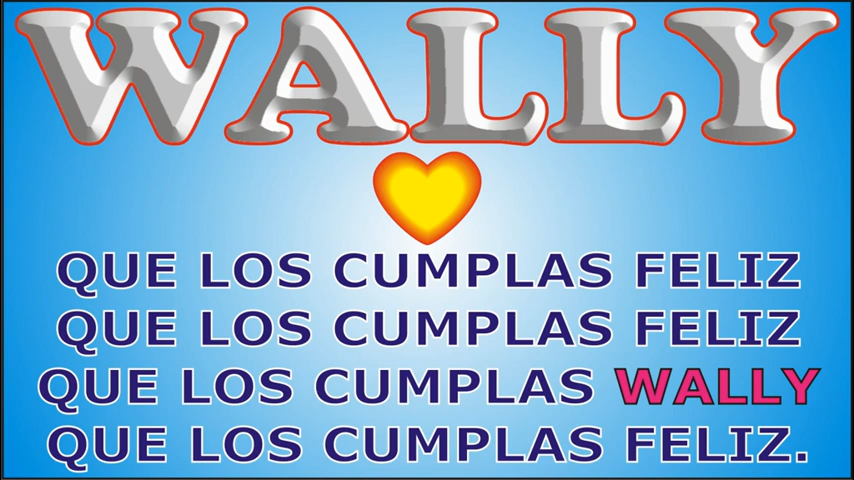 WALLY
QUE LOS CUMPLAS FELIZ
QUE LOS CUMPLAS FELIZ
QUE LOS CUMPLAS WALLY
QUE LOS CUMPLAS FELIZ.